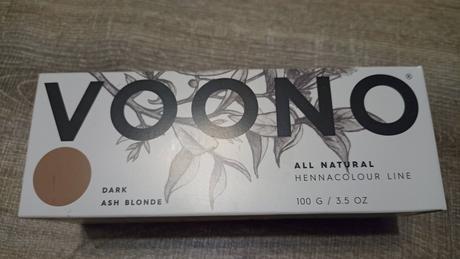 VOONO®
ALL NATURAL
HENNACOLOUR LINE
DARK
ASH BLONDE
100 G / 3.5 OZ